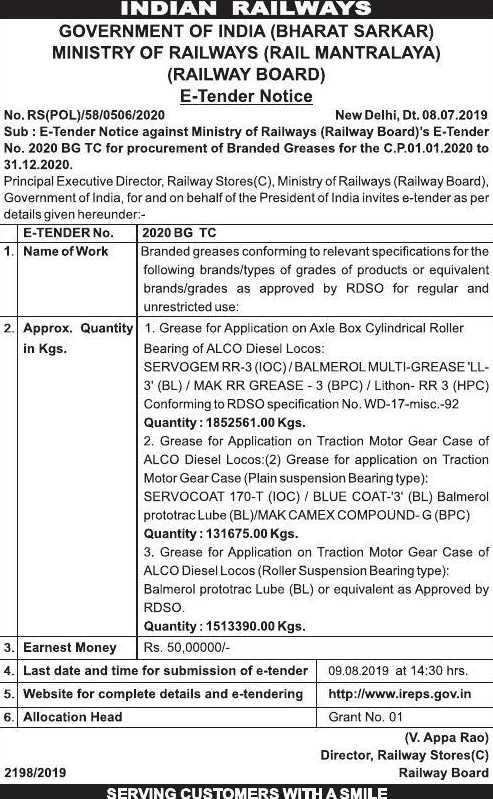 INDIAN RAILWAYS
GOVERNMENT OF INDIA (BHARAT SARKAR)
MINISTRY OF RAILWAYS (RAIL MANTRALAYA)
(RAILWAY BOARD)
E-Tender Notice
No. RS(POL)/58/0506/2020 New Delhi, Dt. 08.07.2019
Sub : E-Tender Notice against Ministry of Railways (Railway Board)'s E-Tender
No. 2020 BG TC for procurement of Branded Greases for the C.P.01.01.2020 to
31.12.2020.
Principal Executive Director, Railway Stores(C), Ministry of Railways (Railway Board),
Government of India, for and on behalf of the President of India invites e-tender as per
details given hereunder:-
E-TENDER No. 2020 BG TC
1. Name of Work Branded greases conforming to relevant specifications for the
following brands/types of grades of products or equivalent
brands/grades as approved by RDSO for regular and
unrestricted use:
2. Approx. Quantity 1. Grease for Application on Axle Box Cylindrical Roller
in Kgs. Bearing of ALCO Diesel Locos:
SERVOGEM RR-3 (IOC) / BALMEROL MULTI-GREASE 'LL-
3' (BL) / MAK RR GREASE - 3 (BPC) / Lithon- RR 3 (HPC)
Conforming to RDSO specification No. WD-17-misc.-92
Quantity : 1852561.00 Kgs.
2. Grease for Application on Traction Motor Gear Case of
ALCO Diesel Locos:(2) Grease for application on Traction
Motor Gear Case (Plain suspension Bearing type):
SERVOCOAT 170-T (IOC) / BLUE COAT-'3' (BL) Balmerol
prototrac Lube (BL)/MAK CAMEX COMPOUND- G (BPC)
Quantity : 131675.00 Kgs.
3. Grease for Application on Traction Motor Gear Case of
ALCO Diesel Locos (Roller Suspension Bearing type):
Balmerol prototrac Lube (BL) or equivalent as Approved by
RDSO.
Quantity : 1513390.00 Kgs.
3. Earnest Money Rs. 50,00000/-
4. Last date and time for submission of e-tender 09.08.2019 at 14:30 hrs.
5. Website for complete details and e-tendering http://www.ireps.gov.in
6. Allocation Head Grant No. 01
(V. Appa Rao)
Director, Railway Stores(C)
2198/2019 Railway Board
SERVING CUSTOMERS WITH A SMILE